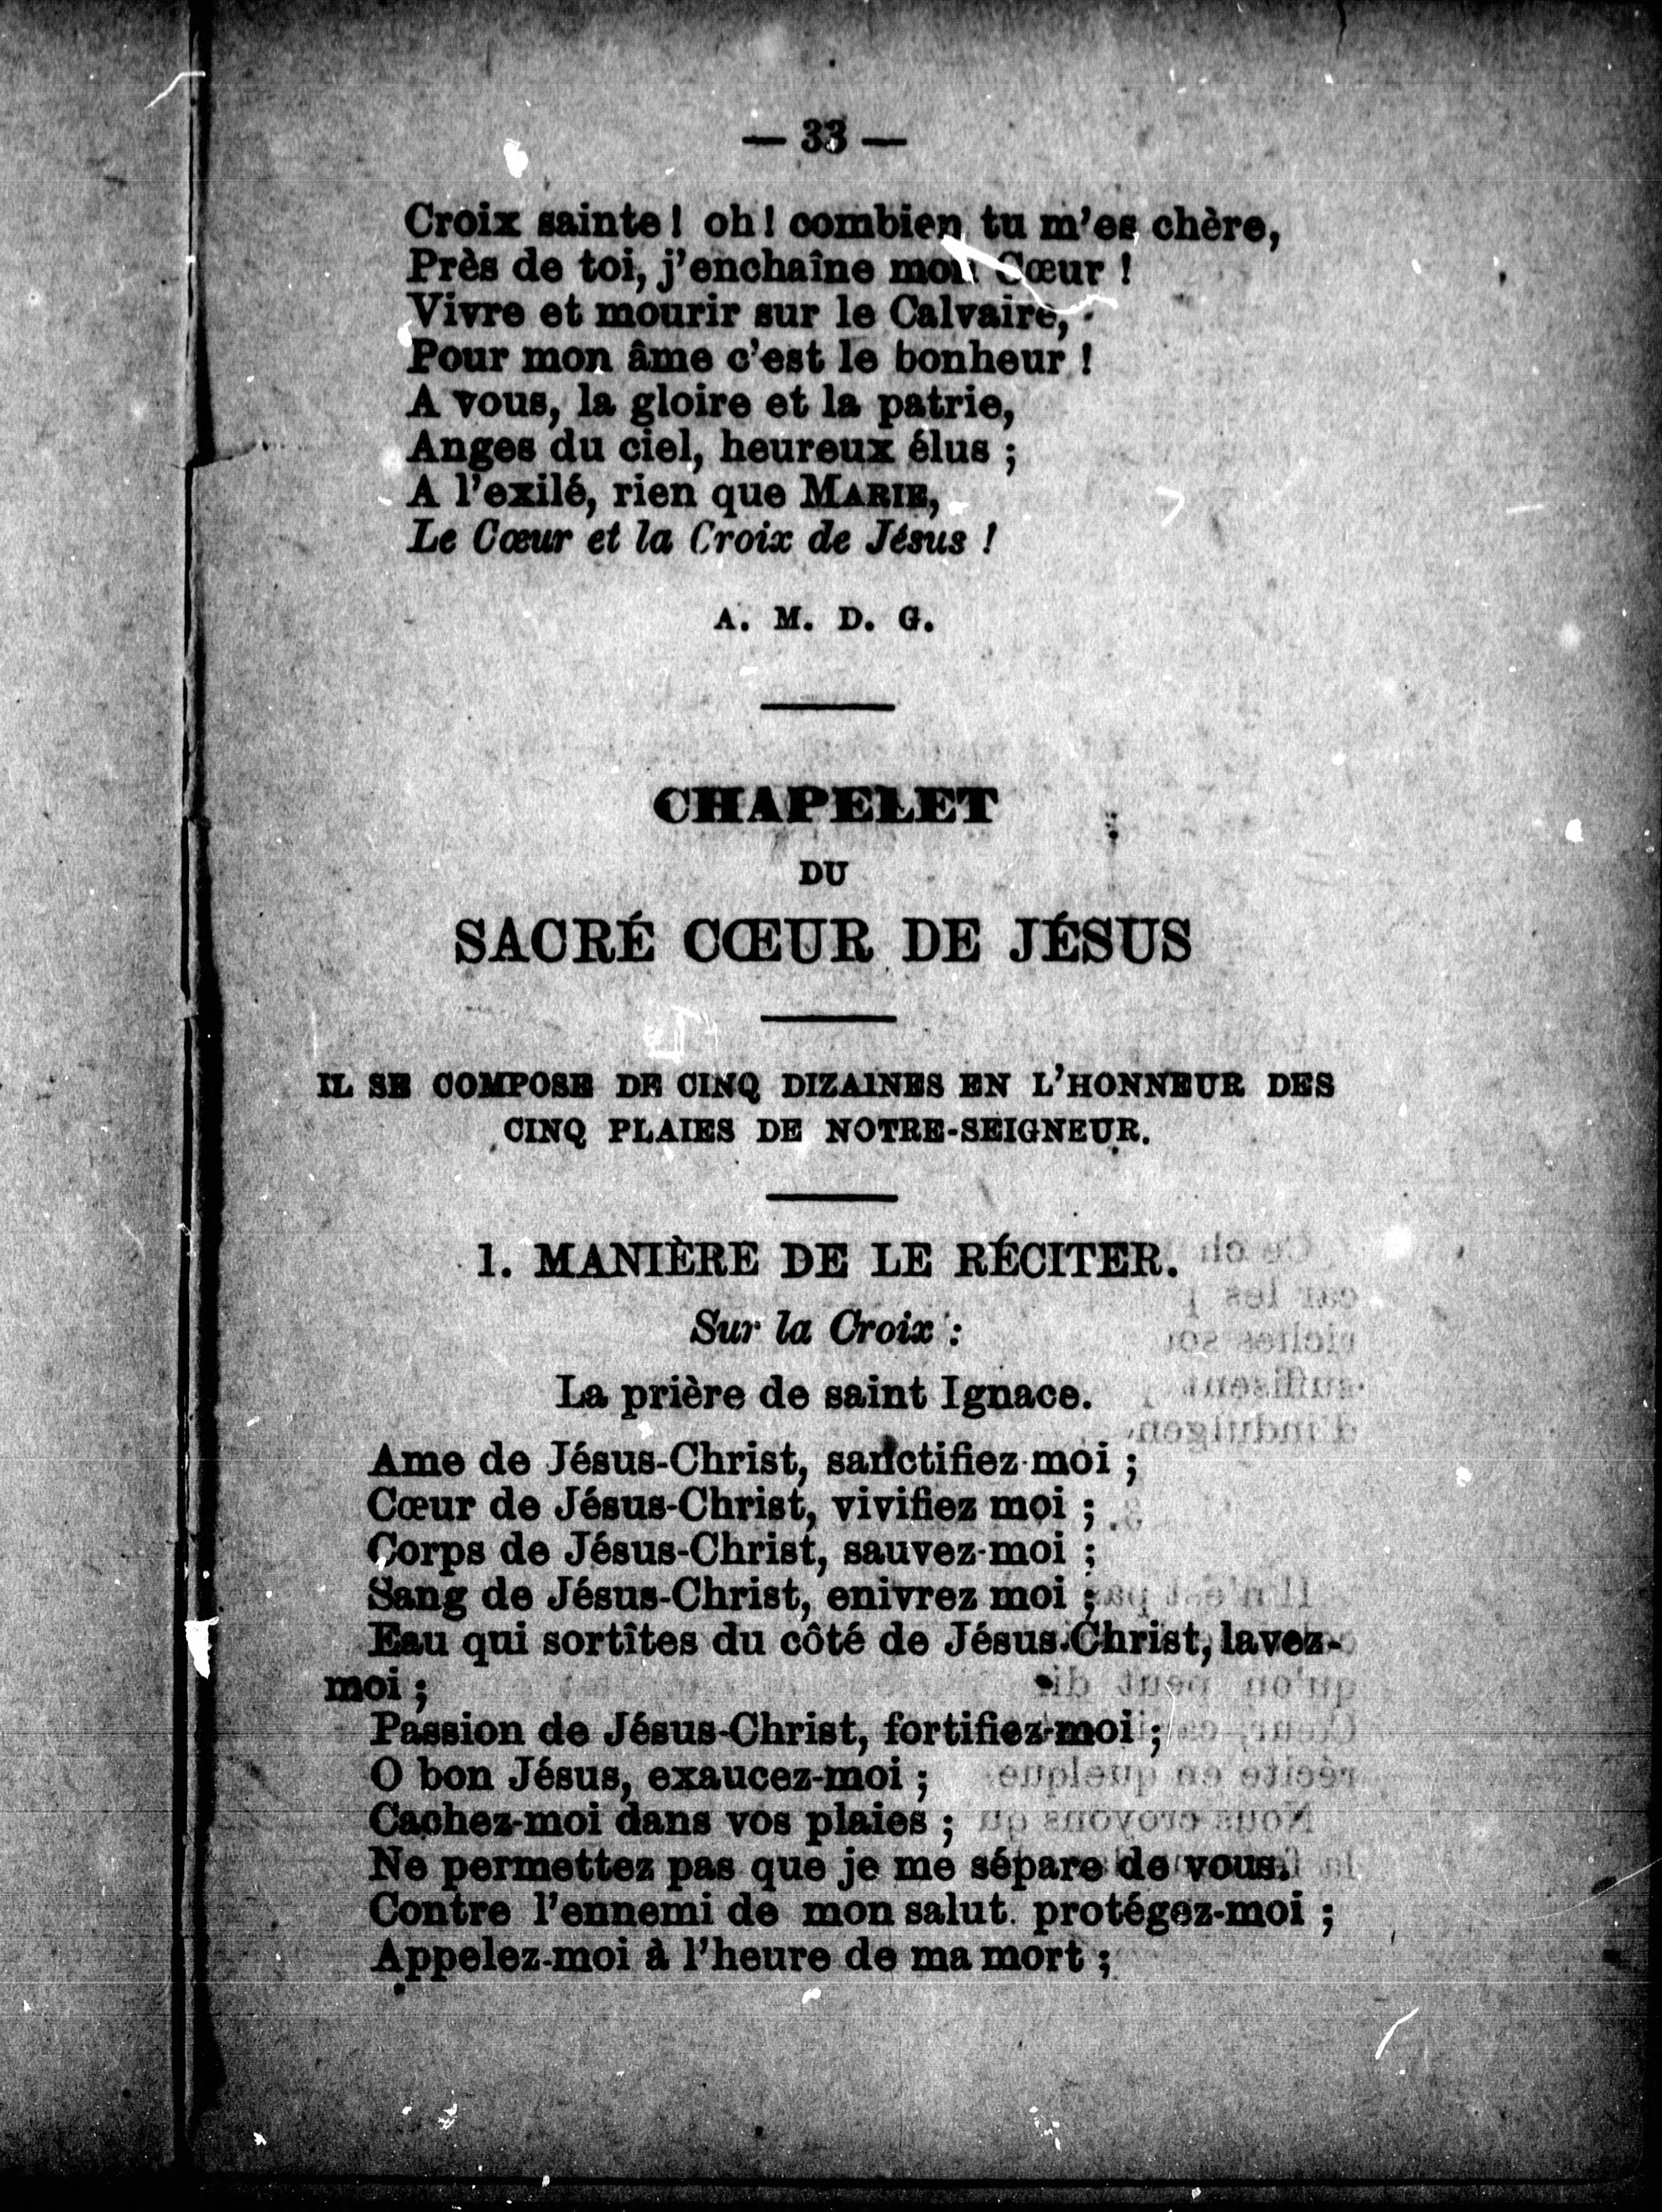 — 33 —
Croix sainte ! oh ! combien tu m'es chère,
Près de toi, j'enchaîne mon Cœur !
Vivre et mourir sur le Calvaire,
Pour mon âme c'est le bonheur !
A vous, la gloire et la patrie,
Anges du ciel, heureux élus ;
A l'exilé, rien que MARIE,
Le Cœur et la Croix de Jésus !
A. M. D. G.
CHAPELET
DU
SACRÉ CŒUR DE JÉSUS
IL SE COMPOSE DE CINQ DIZAINES EN L'HONNEUR DES
CINQ PLAIES DE NOTRE-SEIGNEUR.
1. MANIÈRE DE LE RÉCITER.
Sur la Croix :
La prière de saint Ignace.
Ame de Jésus-Christ, sanctifiez-moi ;
Cœur de Jésus-Christ, vivifiez moi ;
Corps de Jésus-Christ, sauvez-moi ;
Sang de Jésus-Christ, enivrez moi ;
Eau qui sortîtes du côté de Jésus-Christ, lavez-
moi ;
Passion de Jésus-Christ, fortifiez-moi ;
O bon Jésus, exaucez-moi ;
Cachez-moi dans vos plaies ;
Ne permettez pas que je me sépare de vous.
Contre l'ennemi de mon salut. protégez-moi ;
Appelez-moi à l'heure de ma mort ;